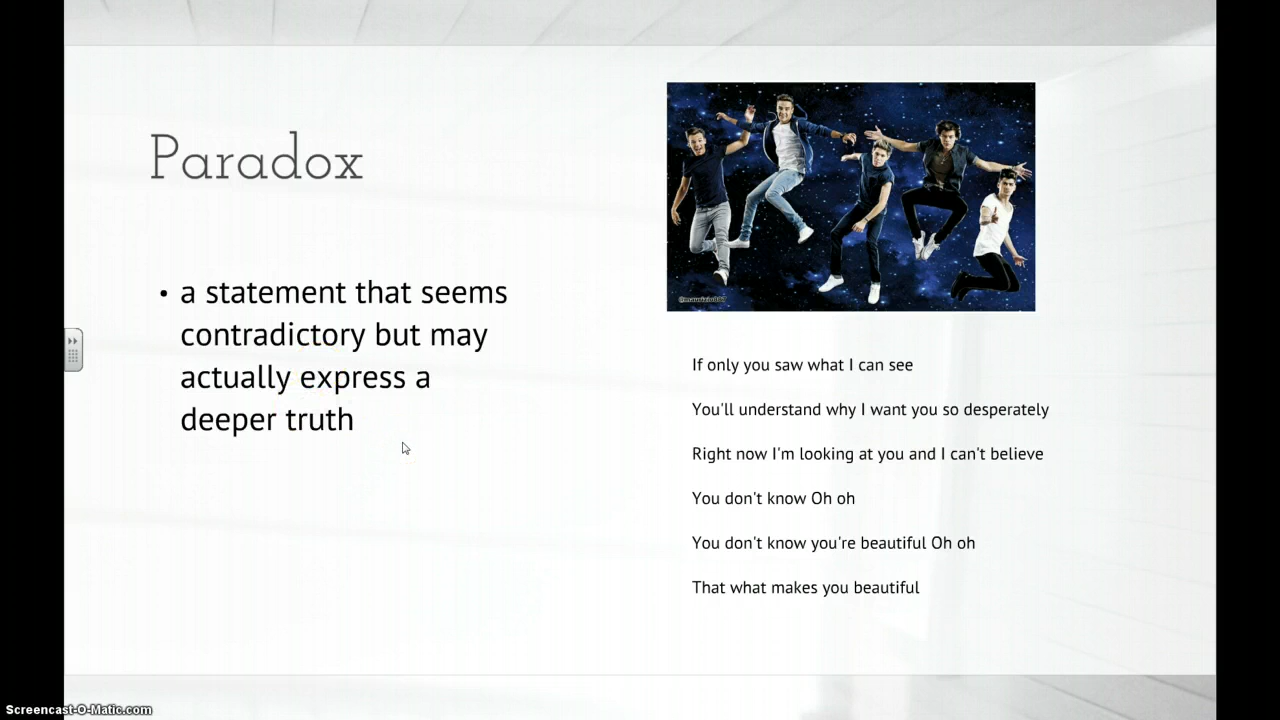 Paradox
• a statement that seems
contradictory but may
actually express a
deeper truth
@maurizio097
If only you saw what I can see
You'll understand why I want you so desperately
Right now I'm looking at you and I can't believe
You don't know Oh oh
You don't know you're beautiful Oh oh
That what makes you beautiful
Screencast-O-Matic.com